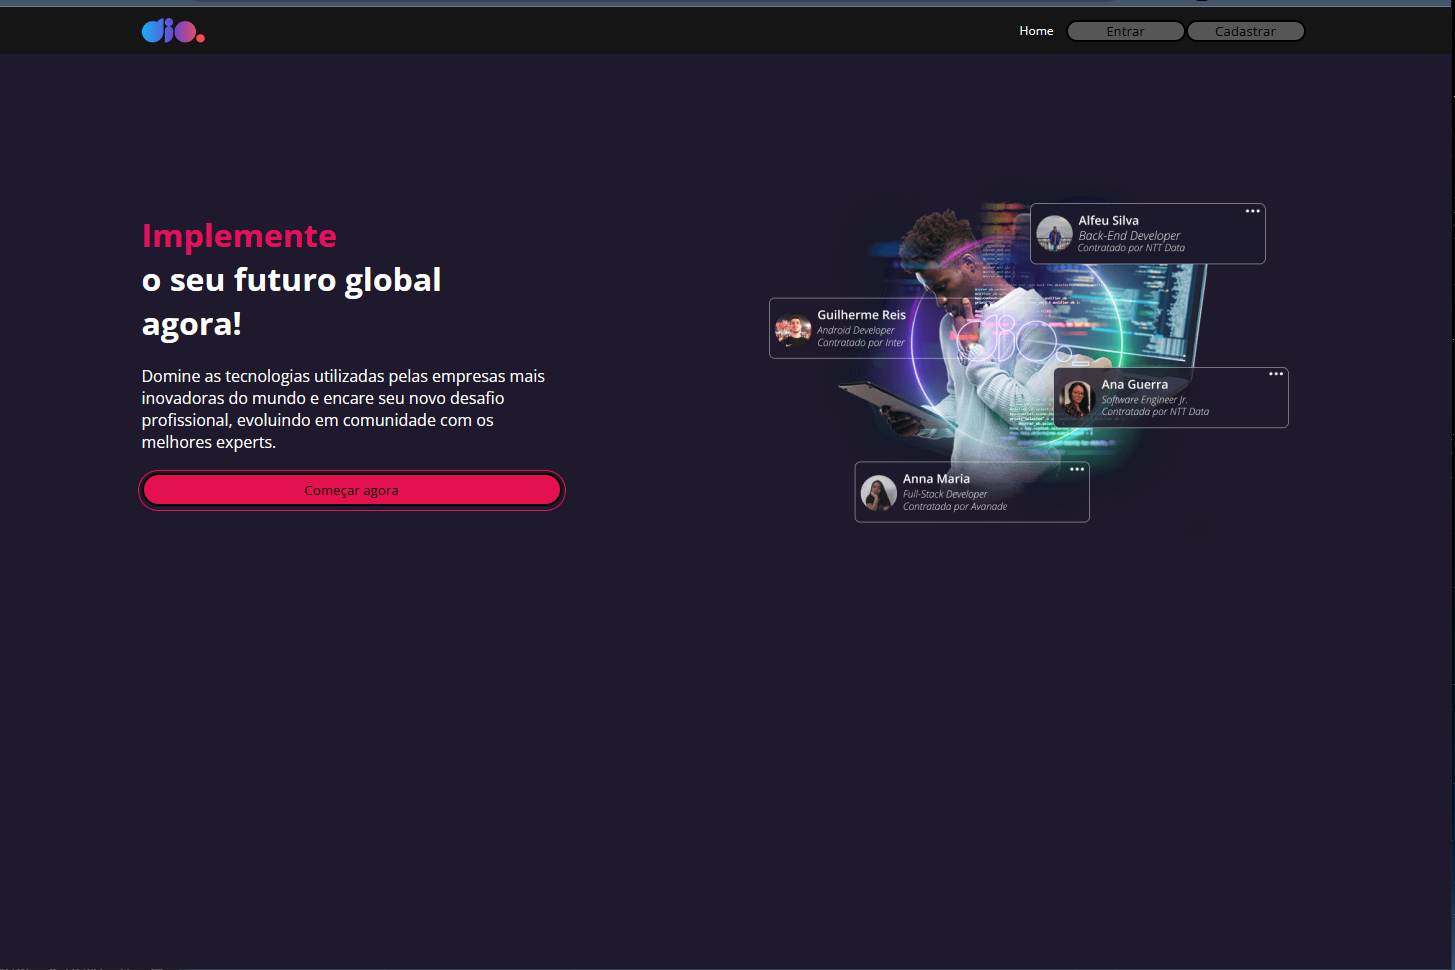 dio.
Home
Entrar
Cadastrar
Implemente
o seu futuro global
agora!
Domine as tecnologias utilizadas pelas empresas mais
inovadoras do mundo e encare seu novo desafio
profissional, evoluindo em comunidade com os
melhores experts.
Começar agora
Alfeu Silva
Back-End Developer
Contratado por NTT Data
Guilherme Reis
Android Developer
Contratado por Inter
dio.
Ana Guerra
Software Engineer Jr.
Contratada por NTT Data
Anna Maria
Full-Stack Developer
Contratada por Avanade